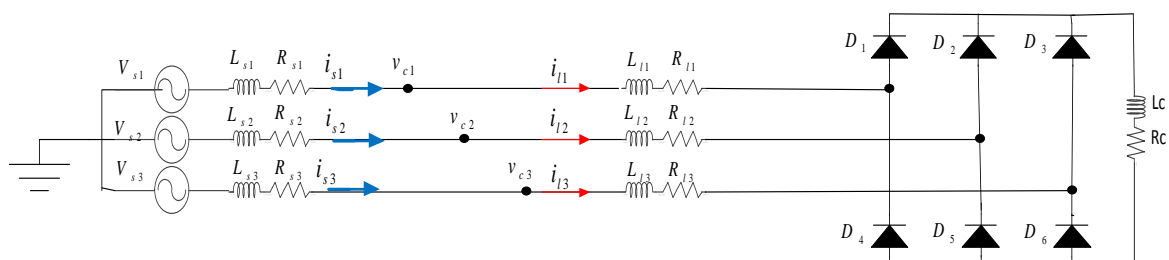 V s1
L s1
R s1
i s1
v c1
i l1
L l1
R l1
D 1
D 2
D 3
V s2
L s2
R s2
i s2
v c2
i l2
L l2
R l2
Lc
Rc
V s3
L s3
R s3
i s3
v c3
i l3
L l3
R l3
D 4
D 5
D 6